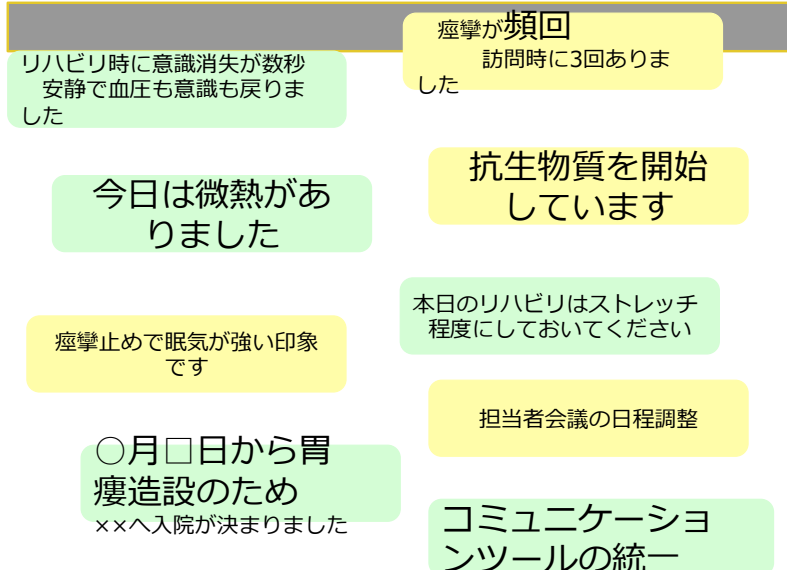 リハビリ時に意識消失が数秒
安静で血圧も意識も戻りま
した
痙攣が頻回
訪問時に3回ありま
した
今日は微熱があ
りました
抗生物質を開始
しています
本日のリハビリはストレッチ
程度にしておいてください
痙攣止めで眠気が強い印象
です
担当者会議の日程調整
○月□日から胃
瘻造設のため
××へ入院が決まりました
コミュニケーショ
ンツールの統一